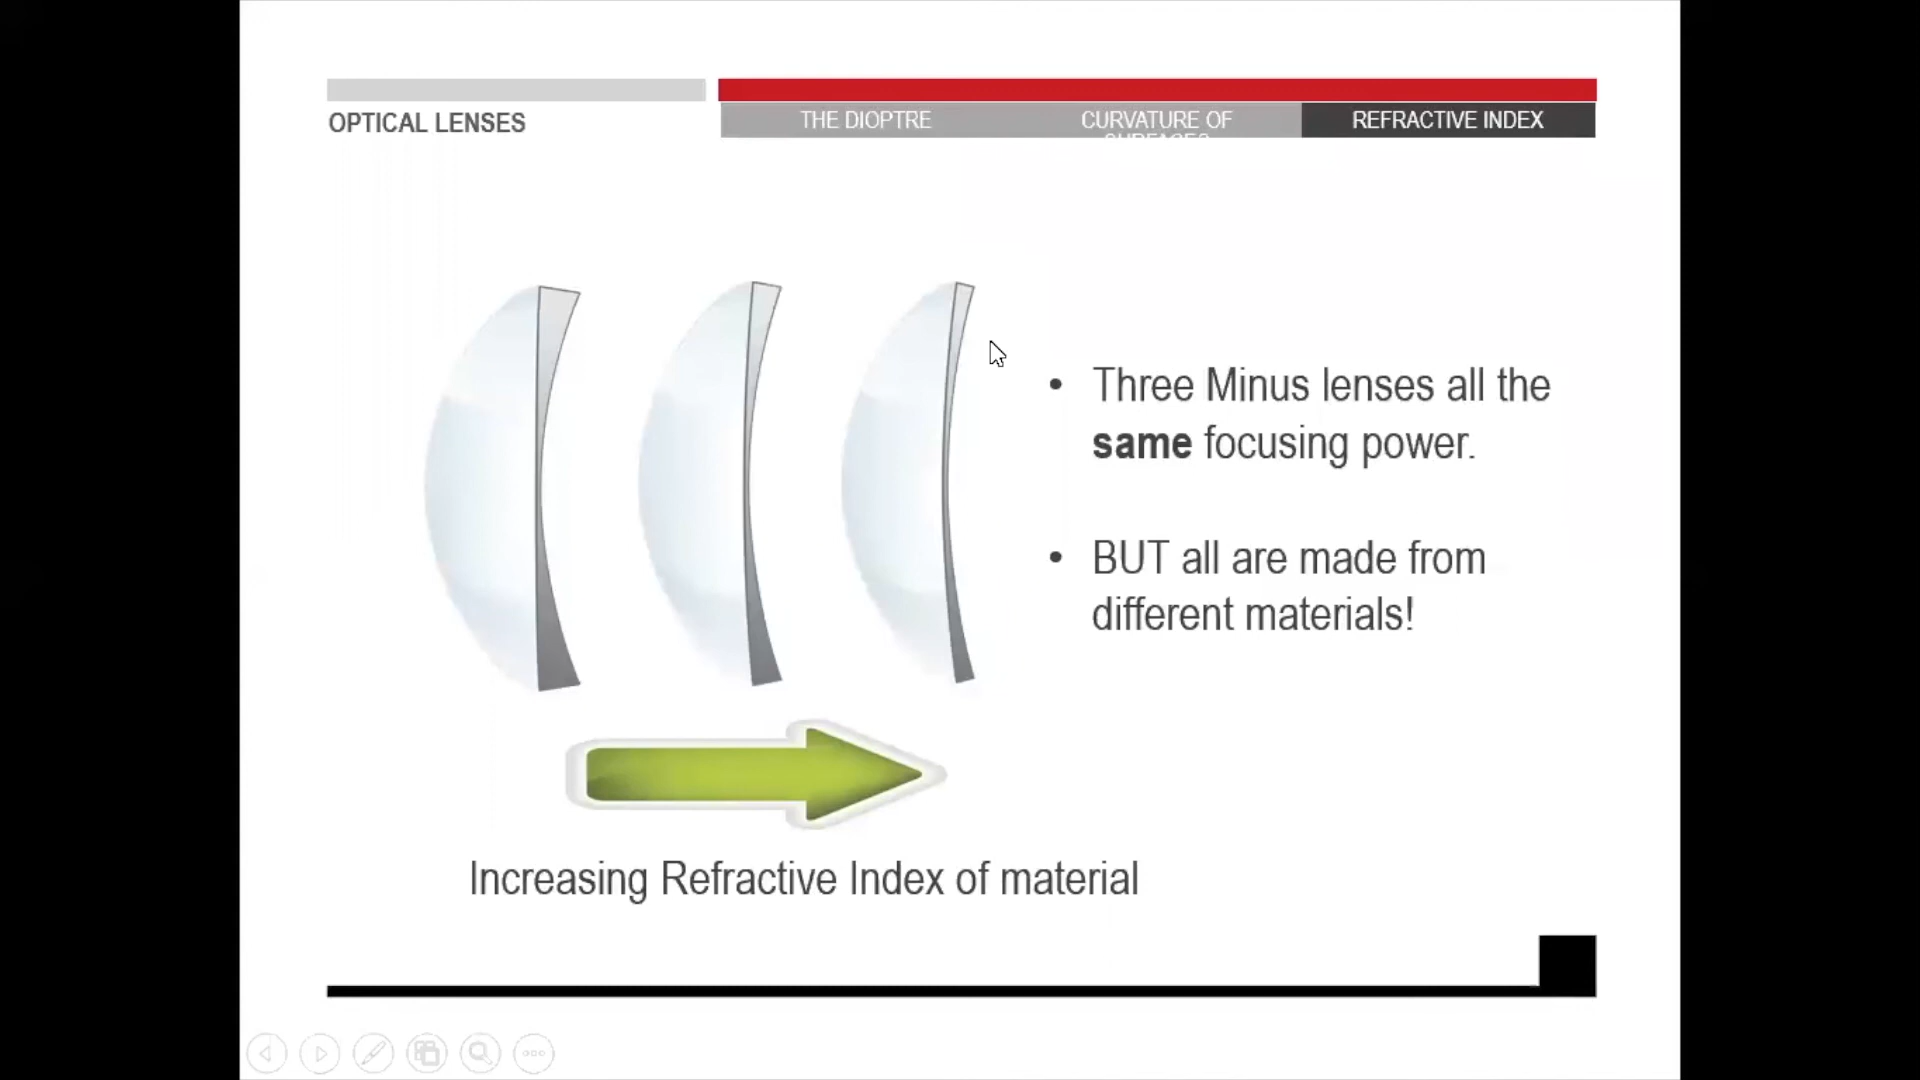 OPTICAL LENSES
THE DIOPTRE
CURVATURE OF
SURFACES
REFRACTIVE INDEX
• Three Minus lenses all the
same focusing power.
• BUT all are made from
different materials!
Increasing Refractive Index of material